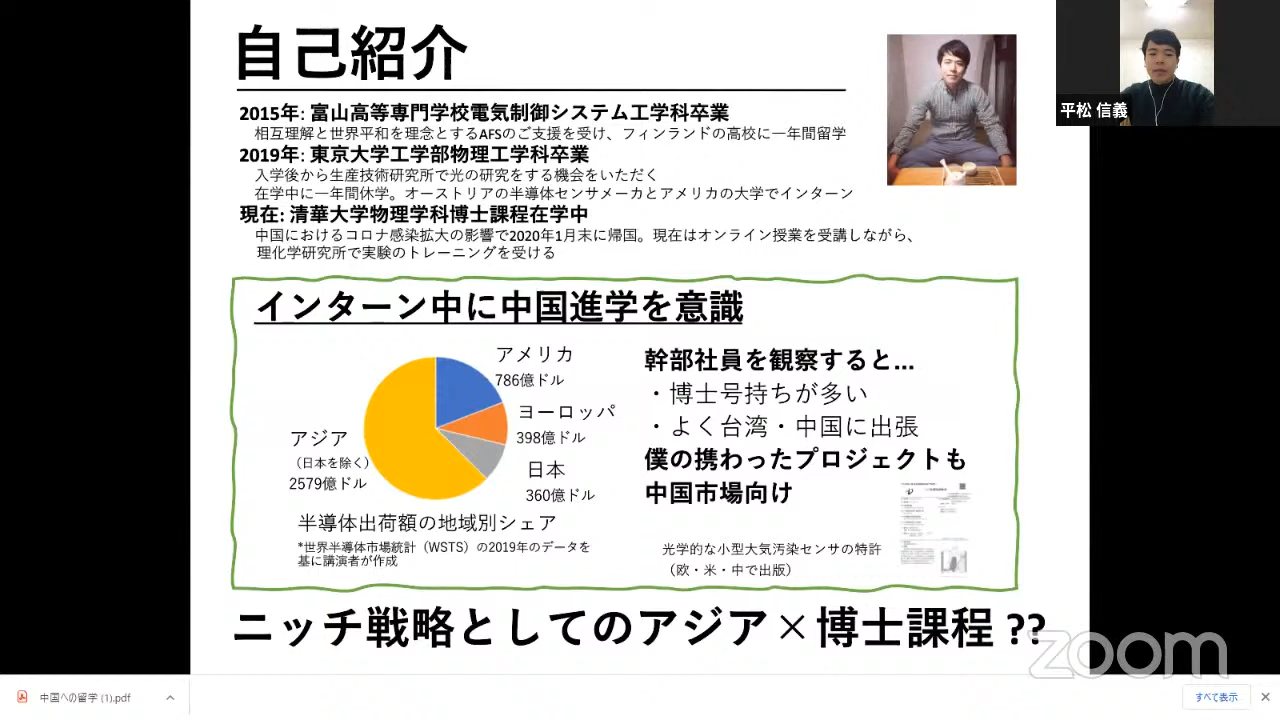 自己紹介
平松 信義
2015年: 富山高等専門学校電気制御システム工学科卒業
相互理解と世界平和を理念とするAFSのご支援を受け、フィンランドの高校に一年間留学
2019年: 東京大学工学部物理工学科卒業
入学後から生産技術研究所で光の研究をする機会をいただく
在学中に一年間休学。オーストリアの半導体センサメーカとアメリカの大学でインターン
現在: 清華大学物理学科博士課程在学中
中国におけるコロナ感染拡大の影響で2020年1月末に帰国。現在はオンライン授業を受講しながら、
理化学研究所で実験のトレーニングを受ける
インターン中に中国進学を意識
アメリカ
786億ドル
ヨーロッパ
398億ドル
日本
360億ドル
アジア
（日本を除く）
2579億ドル
半導体出荷額の地域別シェア
*世界半導体市場統計（WSTS）の2019年のデータを
基に講演者が作成
幹部社員を観察すると...
・博士号持ちが多い
・よく台湾・中国に出張
僕の携わったプロジェクトも
中国市場向け
光学的な小型大気汚染センサの特許
（欧・米・中で出版）
ニッチ戦略としてのアジア×博士課程 ??
zoom
中国への留学 (1).pdf
すべて表示